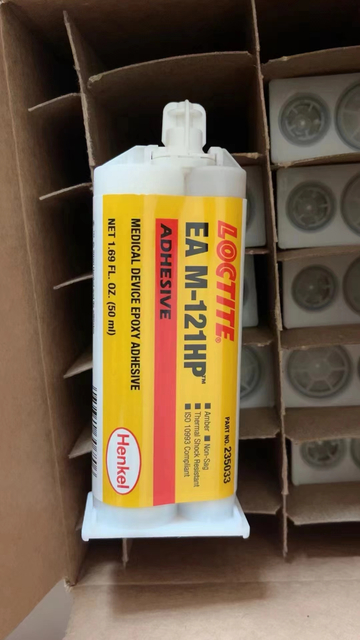 LOCTITE®
EA M-121HP™
ADHESIVE
MEDICAL DEVICE EPOXY ADHESIVE
NET 1.69 FL. OZ. (50 ml)
PART NO. 235033
■ Amber ■ Non-Sag
■ Thermal Shock Resistant
■ ISO 10993 Compliant
Henkel